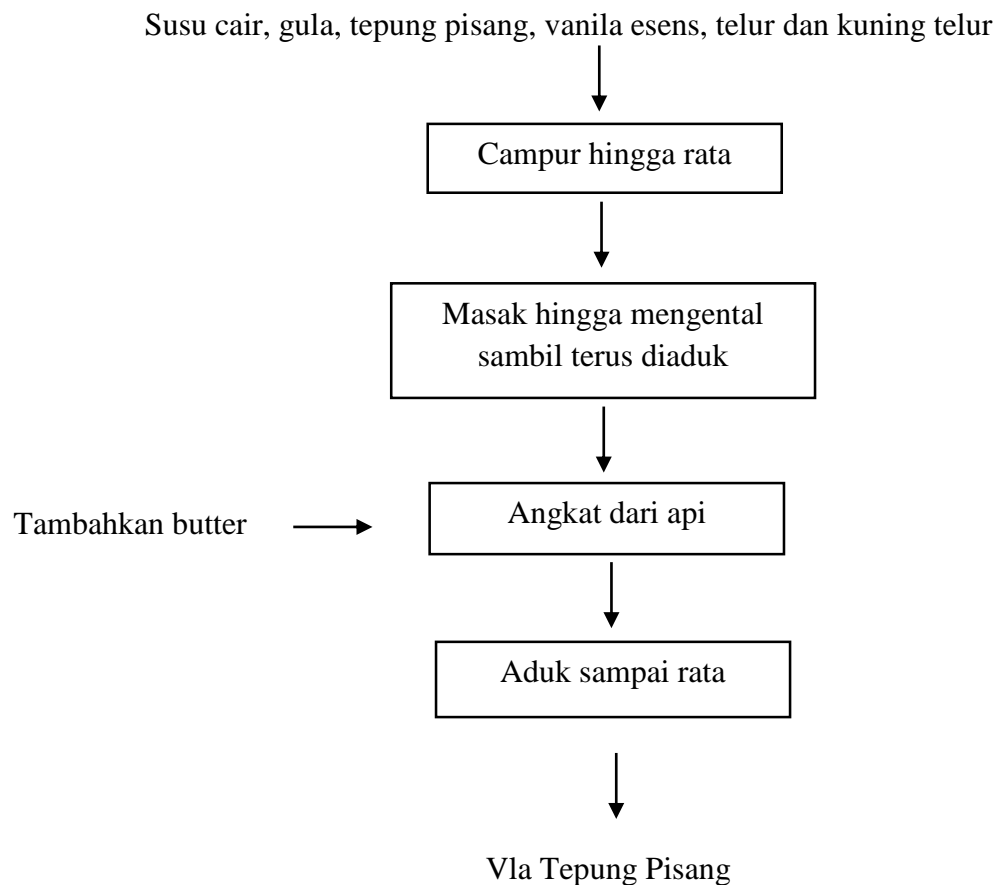 Susu cair, gula, tepung pisang, vanila esens, telur dan kuning telur
Campur hingga rata
Masak hingga mengental
sambil terus diaduk
Angkat dari api
Tambahkan butter
Aduk sampai rata
Vla Tepung Pisang